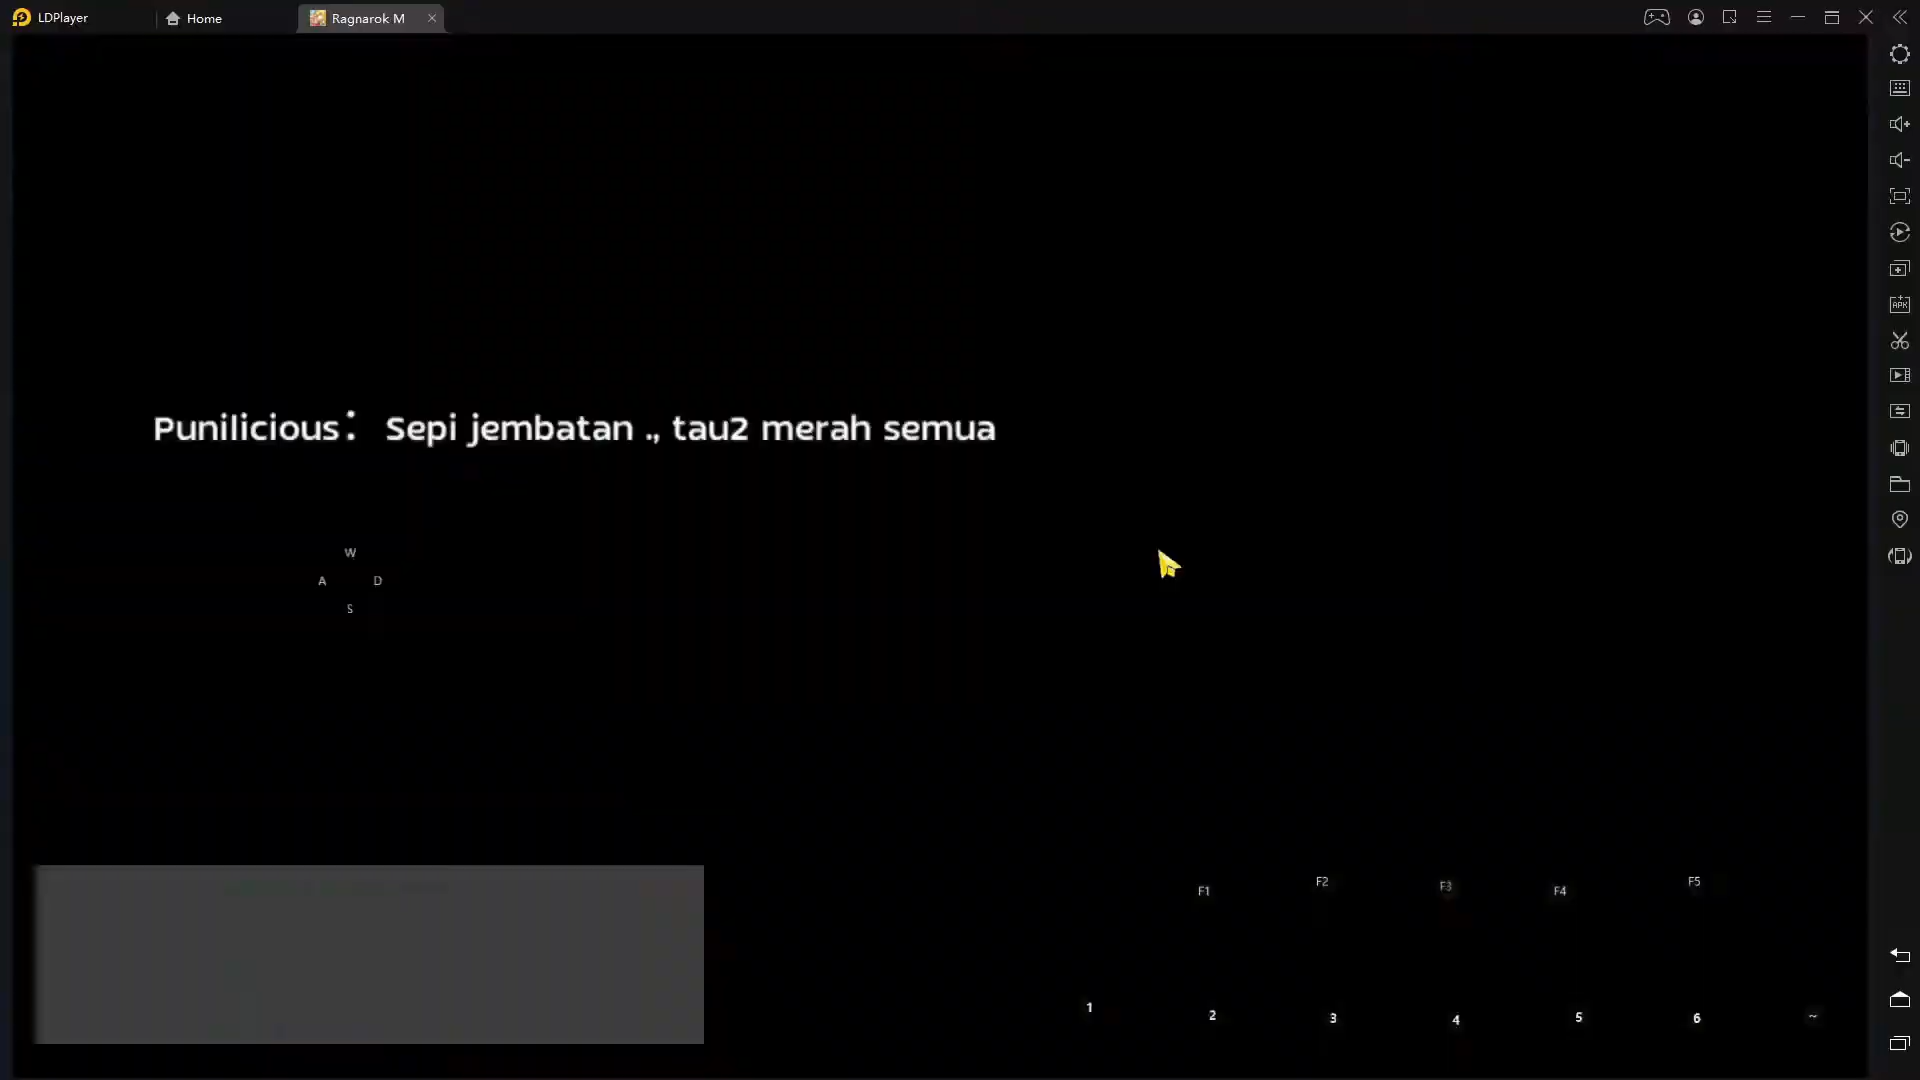 LDPlayer
Home
Ragnarok M
APK
Punilicious: Sepi jembatan ., tau2 merah semua
W
A D
S
F1 F2 F3 F4 F5
1 2 3 4 5 6 ~